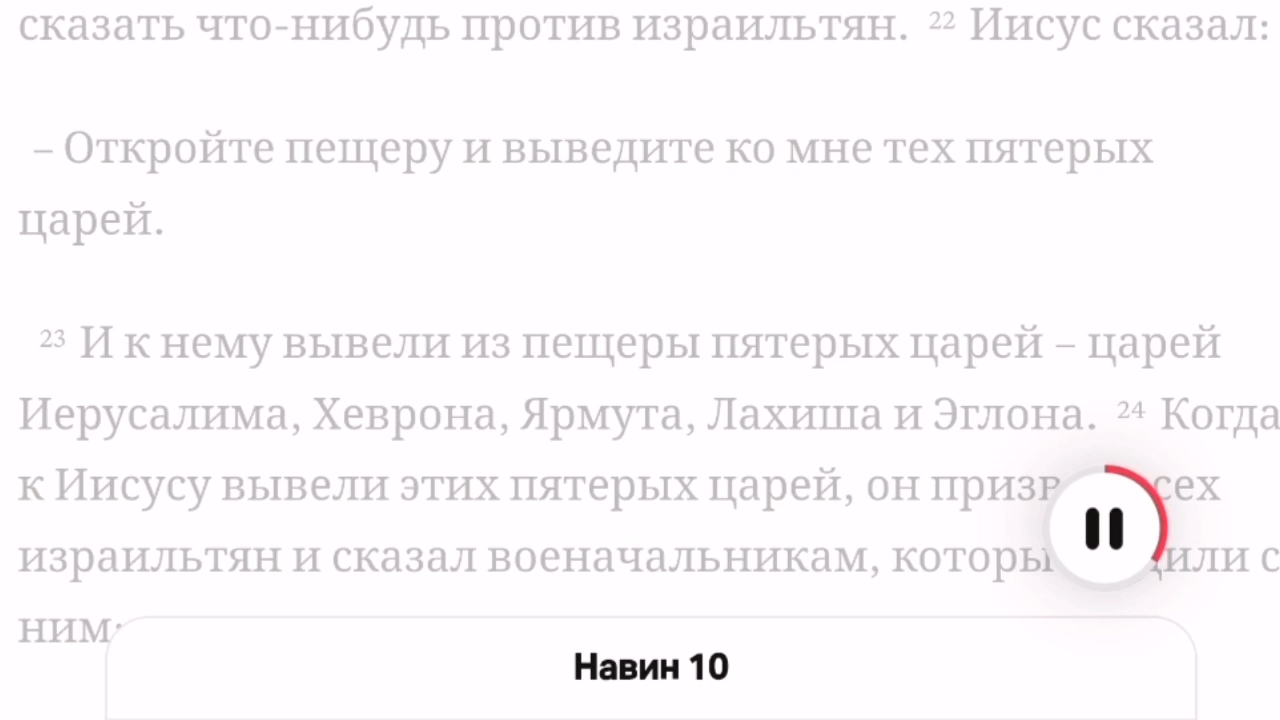 сказать что-нибудь против израильтян. 22 Иисус сказал:
– Откройте пещеру и выведите ко мне тех пятерых
царей.
23 И к нему вывели из пещеры пятерых царей – царей
Иерусалима, Хеврона, Ярмута, Лахиша и Эглона. 24 Когда
к Иисусу вывели этих пятерых царей, он
израильтян и сказал военачальникам, с
ним:
Навин 10